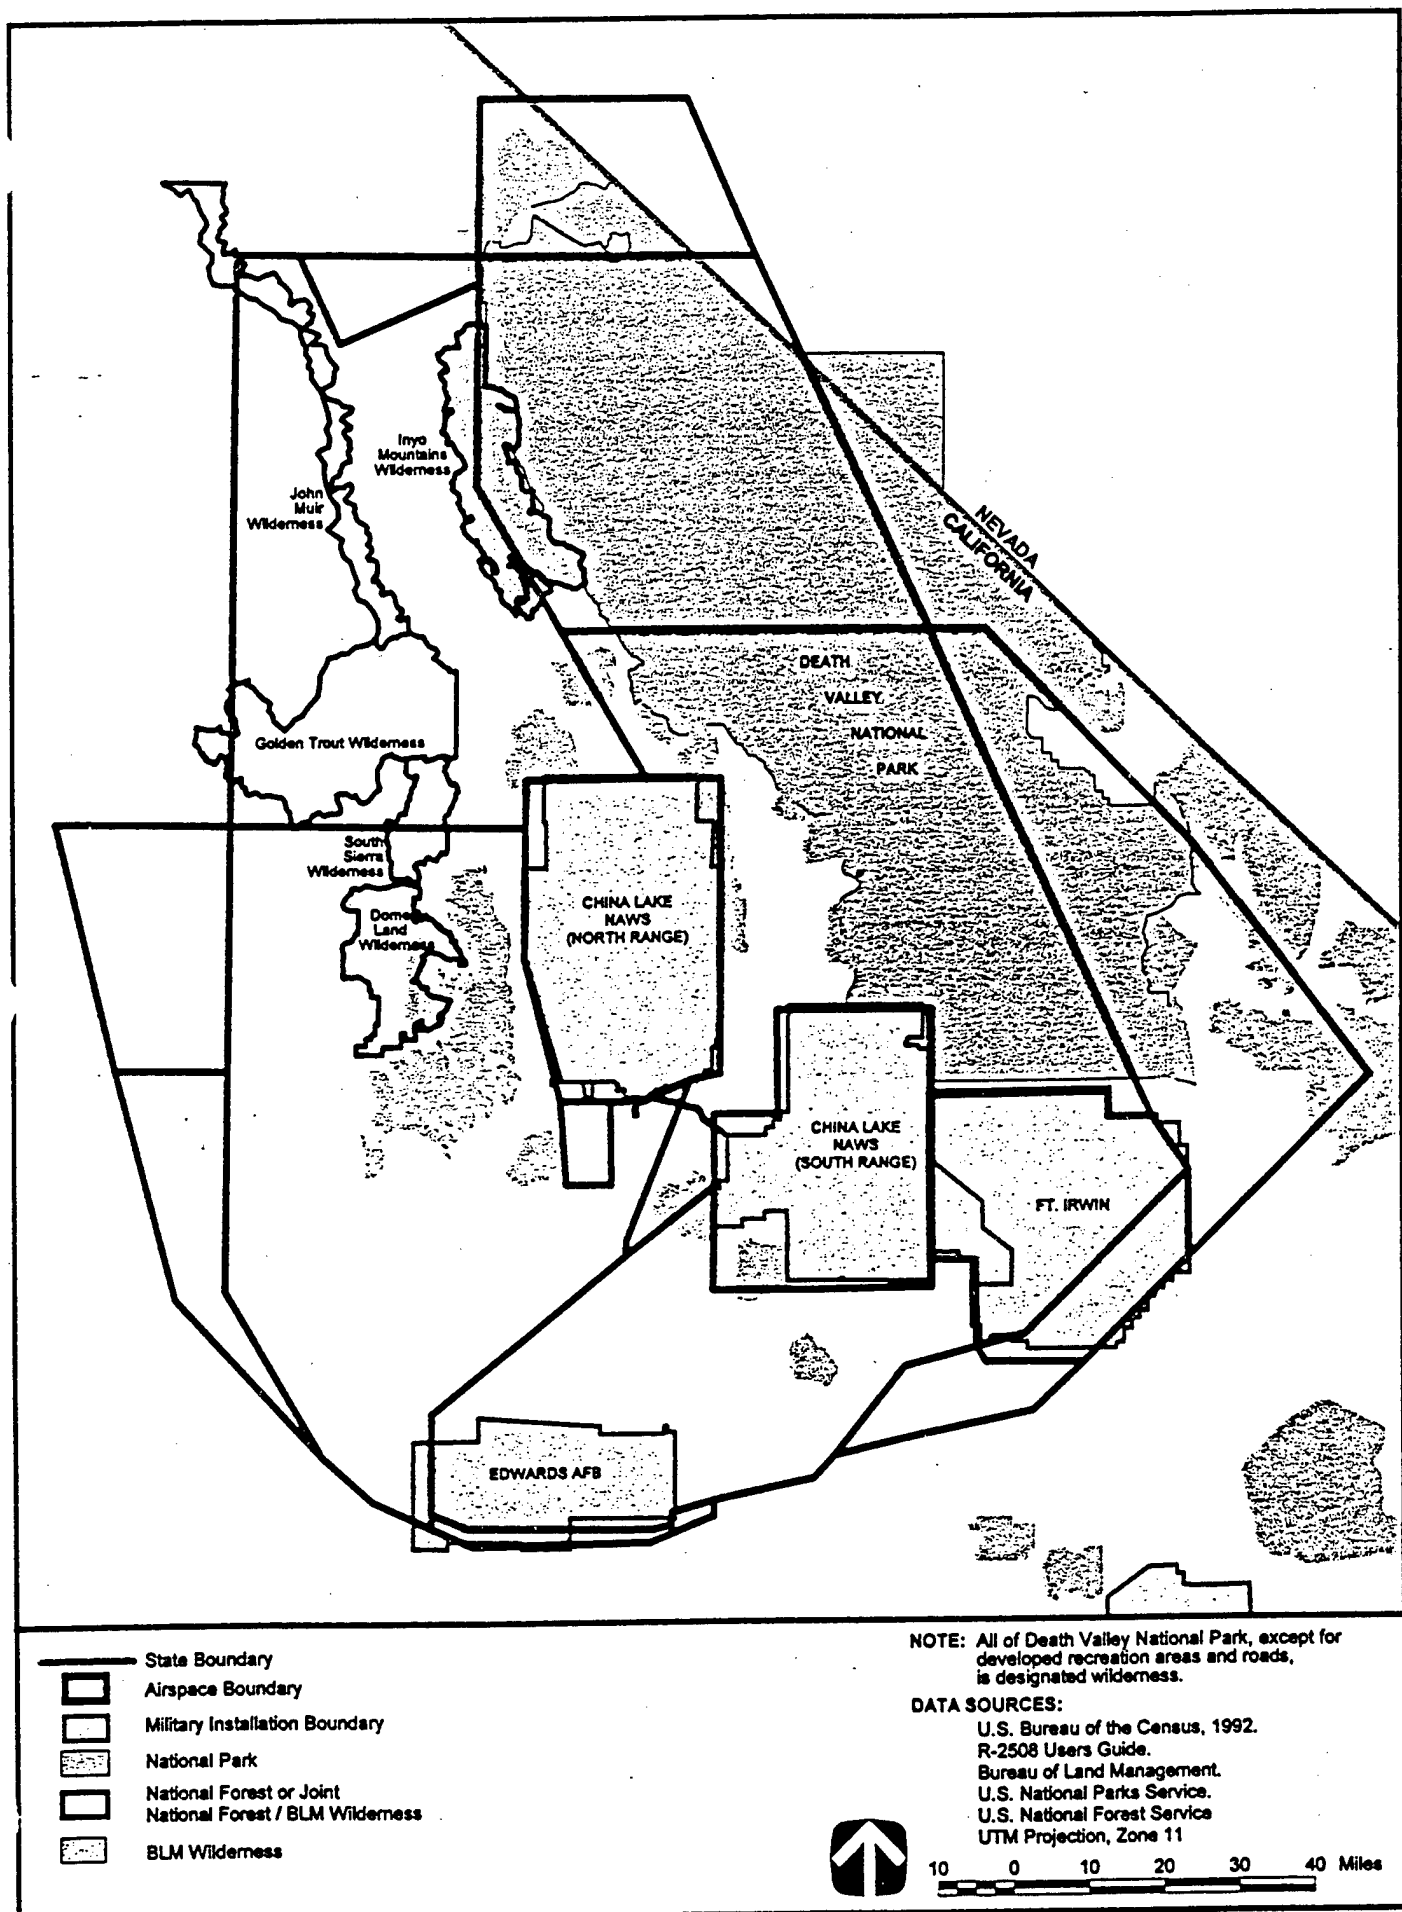 Inyo
Mountains
Wilderness
John
Muir
Wilderness
NEVADA
CALIFORNIA
DEATH
VALLEY
NATIONAL
PARK
Golden Trout Wilderness
South
Sierra
Wilderness
Dome
Land
Wilderness
CHINA LAKE
NAWS
(NORTH RANGE)
CHINA LAKE
NAWS
(SOUTH RANGE)
FT. IRWIN
EDWARDS AFB
State Boundary
Airspace Boundary
Military Installation Boundary
National Park
National Forest or Joint
National Forest / BLM Wilderness
BLM Wilderness
NOTE: All of Death Valley National Park, except for
developed recreation areas and roads,
is designated wilderness.
DATA SOURCES:
U.S. Bureau of the Census, 1992.
R-2508 Users Guide.
Bureau of Land Management.
U.S. National Parks Service.
U.S. National Forest Service
UTM Projection, Zone 11
10 0 10 20 30 40 Miles